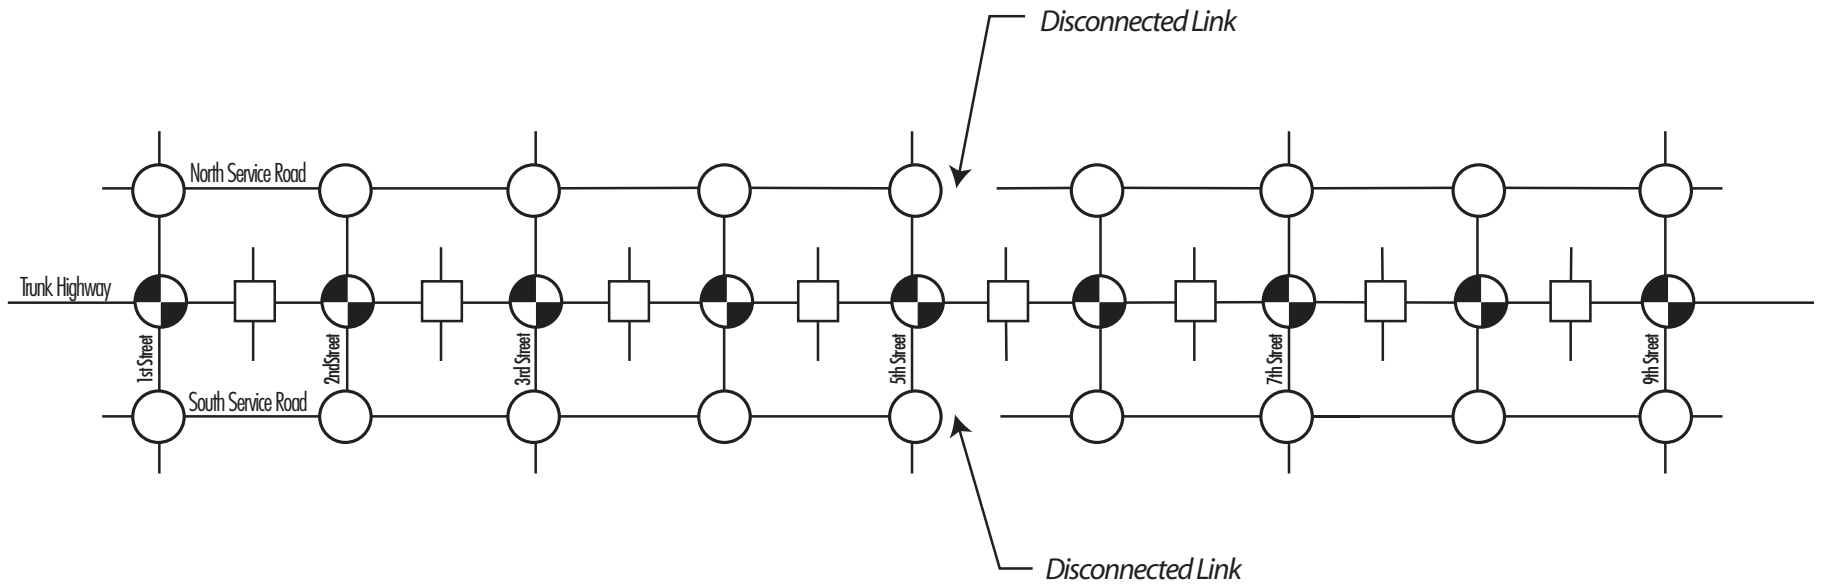 Disconnected Link
North Service Road
Trunk Highway
1st Street
2ndStreet
3rd Street
5th Street
7th Street
9th Street
South Service Road
Disconnected Link